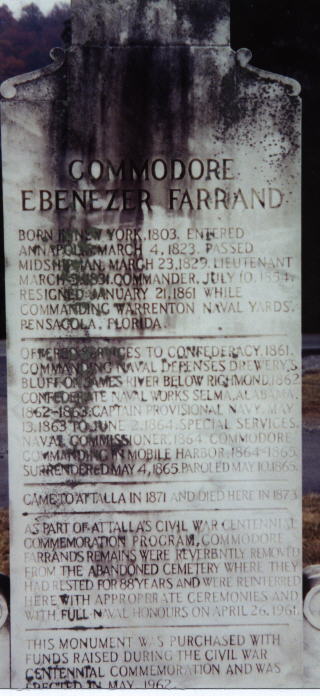 COMMODORE
EBENEZER FARRAND
BORN IN NEW YORK, 1803. ENTERED
ANNAPOLIS, MARCH 4, 1823. PASSED
MIDSHIPMAN, MARCH 23, 1829. LIEUTENANT
MARCH 1831. COMMANDER, JULY 10, 1854.
RESIGNED JANUARY 21, 1861 WHILE
COMMANDING WARRENTON NAVAL YARDS,
PENSACOLA, FLORIDA.
OFFERED SERVICES TO CONFEDERACY, 1861.
COMMANDING NAVAL DEFENSES DREWERY'S
BLUFF ON JAMES RIVER BELOW RICHMOND, 1862
CONFEDERATE NAVAL WORKS SELMA, ALABAMA,
1862-1863. CAPTAIN PROVISIONAL NAVY, MAY
13, 1863 TO JUNE 2, 1864. SPECIAL SERVICES.
NAVAL COMMISSIONER, 1864. COMMODORE
COMMANDING IN MOBILE HARBOR, 1864-1865.
SURRENDERED MAY 4, 1865 PAROLED MAY 10, 1865.
CAME TO ATTALLA IN 1871 AND DIED HERE IN 1873
AS PART OF ATTALLA'S CIVIL WAR CENTENNIAL
COMMEMORATION PROGRAM, COMMODORE
FARRANDS REMAINS WERE REVERENTLY REMOVED
FROM THE ABANDONED CEMETERY WHERE THEY
HAD RESTED FOR 88 YEARS AND WERE REINTERRED
HERE WITH APPROPRIATE CEREMONIES AND
WITH FULL NAVAL HONOURS ON APRIL 26, 1961.
THIS MONUMENT WAS PURCHASED WITH
FUNDS RAISED DURING THE CIVIL WAR
CENTENNIAL COMMEMORATION AND WAS
ERECTED IN MAY 1962